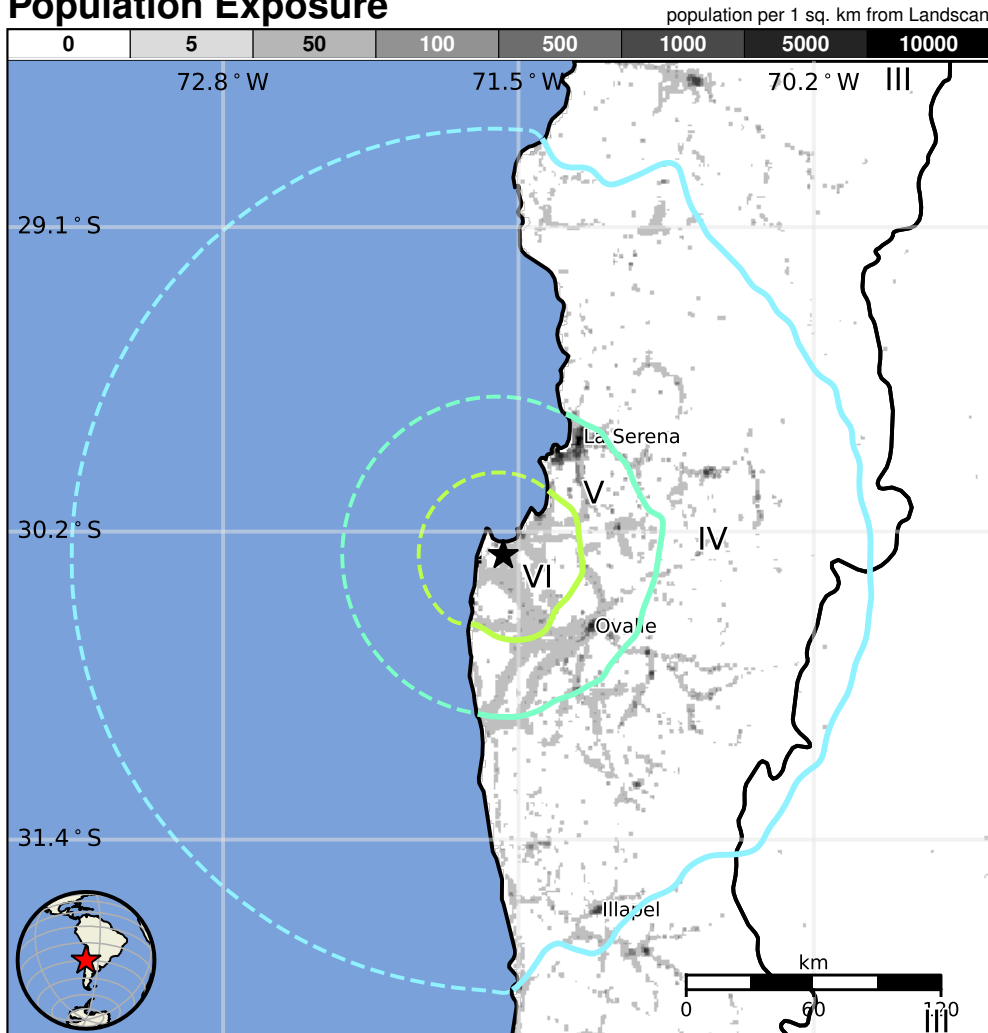 Population Exposure
population per 1 sq. km from Landscan
0 5 50 100 500 1000 5000 10000
72.8°W 71.5°W 70.2°W III
29.1°S
La Serena
V
30.2°S
IV
VI
Ovalle
31.4°S
Illapel
km
0 60 120
III